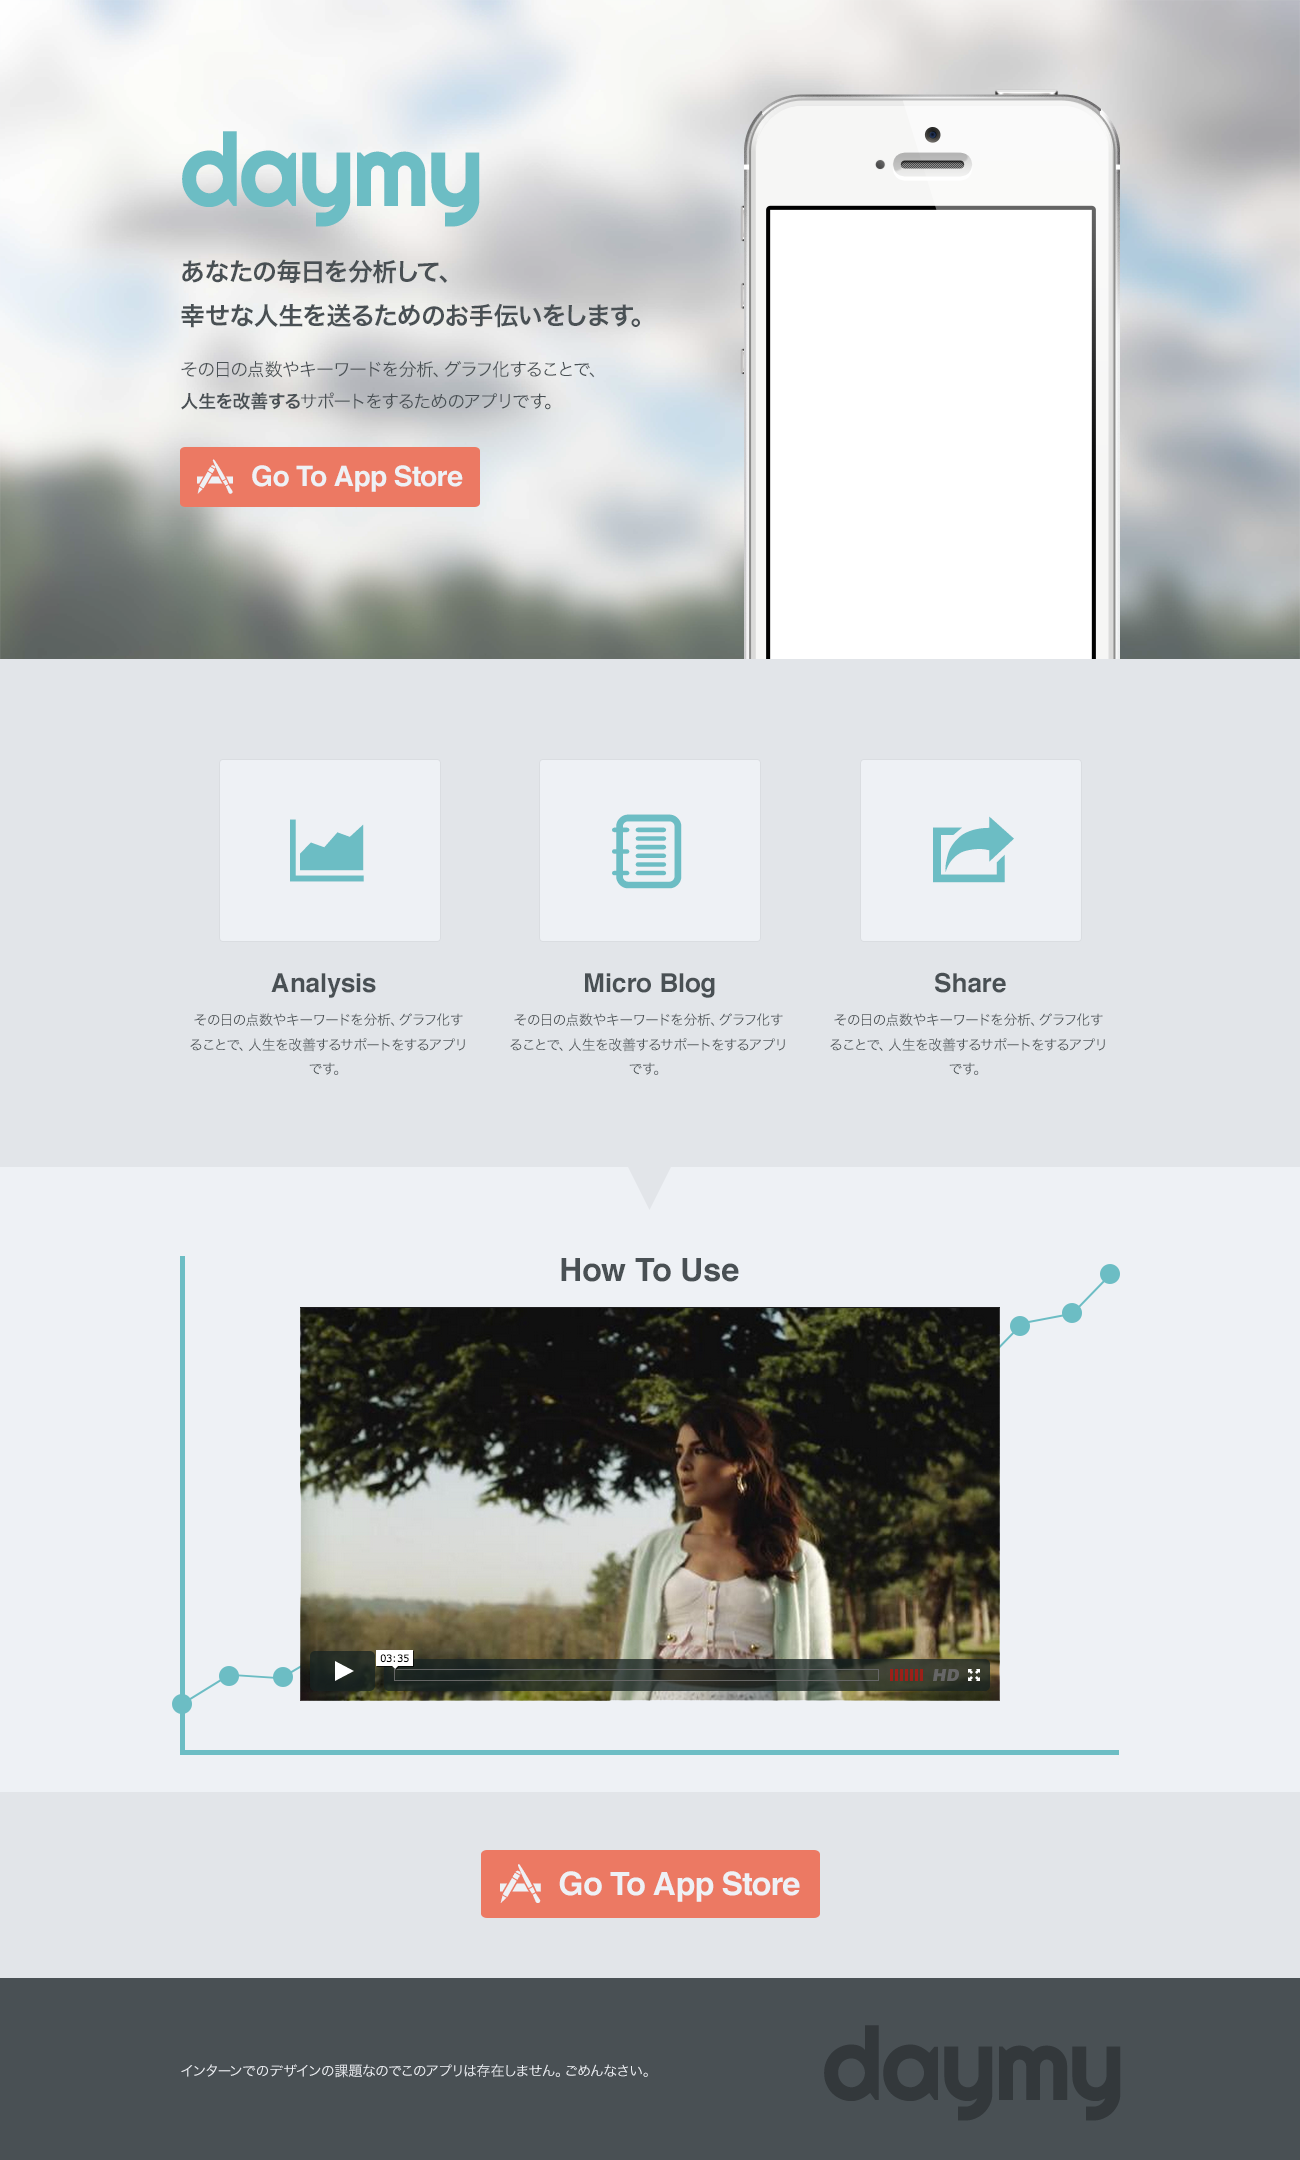 daymy
あなたの毎日を分析して、
幸せな人生を送るためのお手伝いをします。
その日の点数やキーワードを分析、グラフ化することで、
人生を改善するサポートをするためのアプリです。
Go To App Store
Analysis
その日の点数やキーワードを分析、グラフ化す
ることで、人生を改善するサポートをするアプリ
です。
Micro Blog
その日の点数やキーワードを分析、グラフ化す
ることで、人生を改善するサポートをするアプリ
です。
Share
その日の点数やキーワードを分析、グラフ化す
ることで、人生を改善するサポートをするアプリ
です。
How To Use
03:35
HD
Go To App Store
インターンでのデザインの課題なのでこのアプリは存在しません。ごめんなさい。
daymy